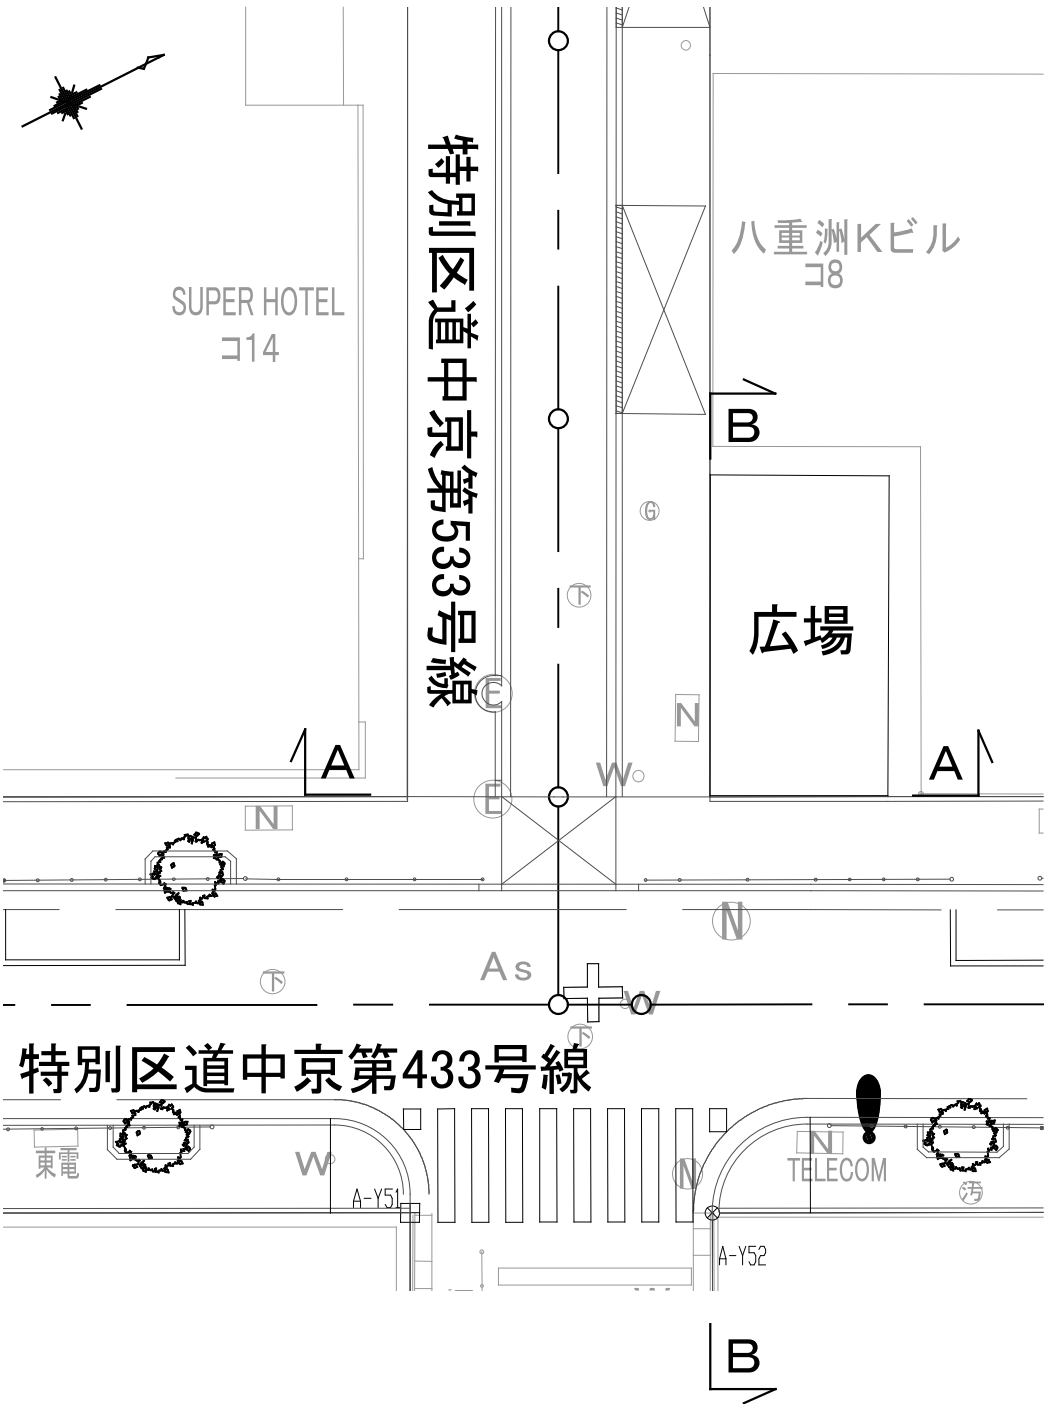 特別区道中京第533号線
八重洲Kビル
コ8
SUPER HOTEL
コ14
B
G
下
広場
E
N
A
W
A
E
N
N
As
下
W
下
特別区道中京第433号線
東電
W
N
N
TELECOM
汚
A-Y51
A-Y52
B